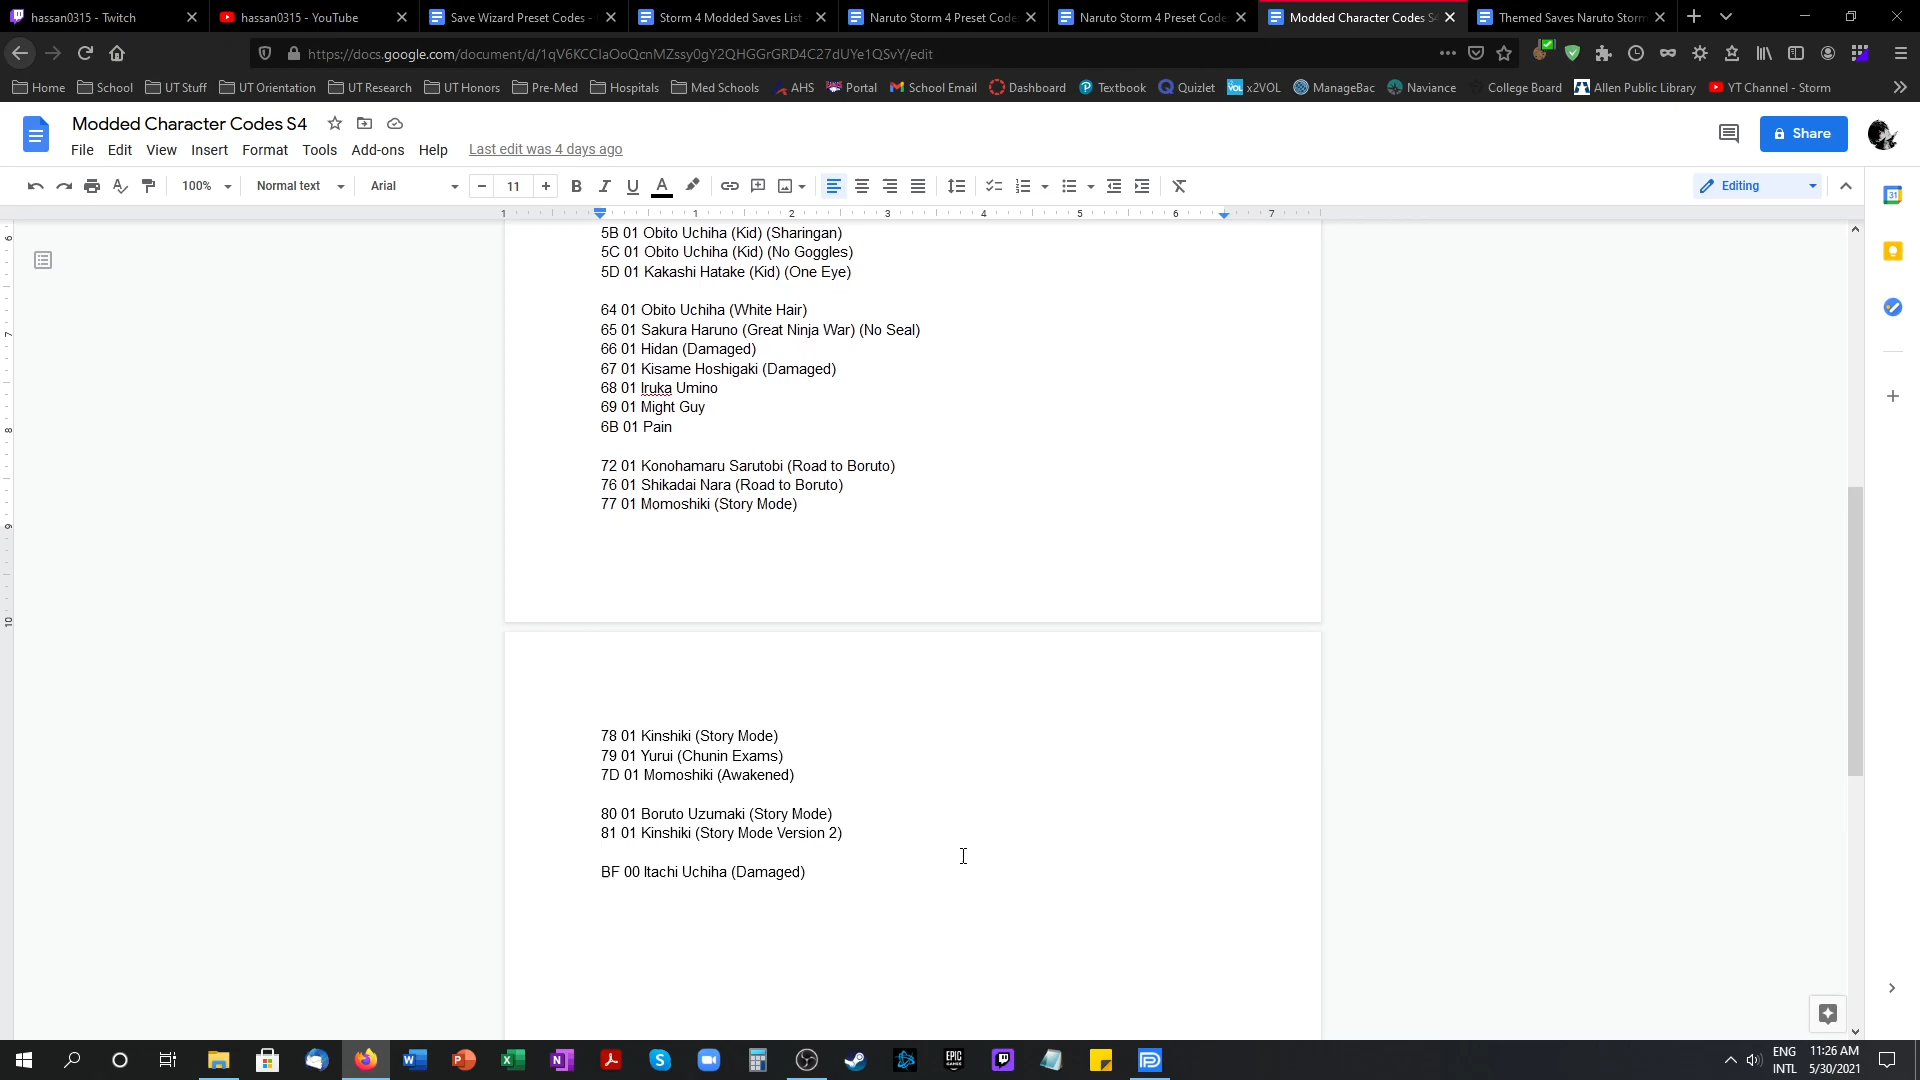 hassan0315 - Twitch
hassan0315 - YouTube
Save Wizard Preset Codes -
Storm 4 Modded Saves List -
Naruto Storm 4 Preset Code
Naruto Storm 4 Preset Code
Modded Character Codes S4
Themed Saves Naruto Storm
https://docs.google.com/document/d/1qV6KCCIaOoQcnMZssy0gY2QHGGrGRD4C27dUYe1QSvY/edit
Home
School
UT Stuff
UT Orientation
UT Research
UT Honors
Pre-Med
Hospitals
Med Schools
AHS
Portal
School Email
Dashboard
Textbook
Quizlet
x2VOL
ManageBac
Naviance
College Board
Allen Public Library
YT Channel - Storm
Modded Character Codes S4
Share
File Edit View Insert Format Tools Add-ons Help Last edit was 4 days ago
100% Normal text Arial 11 Editing
1 1 2 3 4 5 6 7
5B 01 Obito Uchiha (Kid) (Sharingan)
5C 01 Obito Uchiha (Kid) (No Goggles)
5D 01 Kakashi Hatake (Kid) (One Eye)
64 01 Obito Uchiha (White Hair)
65 01 Sakura Haruno (Great Ninja War) (No Seal)
66 01 Hidan (Damaged)
67 01 Kisame Hoshigaki (Damaged)
68 01 Iruka Umino
69 01 Might Guy
6B 01 Pain
72 01 Konohamaru Sarutobi (Road to Boruto)
76 01 Shikadai Nara (Road to Boruto)
77 01 Momoshiki (Story Mode)
78 01 Kinshiki (Story Mode)
79 01 Yurui (Chunin Exams)
7D 01 Momoshiki (Awakened)
80 01 Boruto Uzumaki (Story Mode)
81 01 Kinshiki (Story Mode Version 2)
BF 00 Itachi Uchiha (Damaged)
ENG
INTL
11:26 AM
5/30/2021